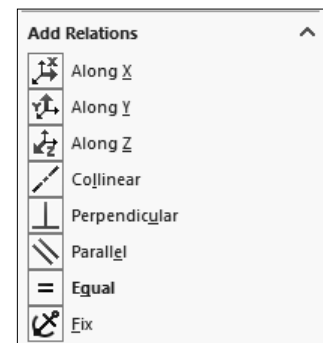 Add Relations
Along X
Along Y
Along Z
Collinear
Perpendicular
Parallel
Equal
Fix